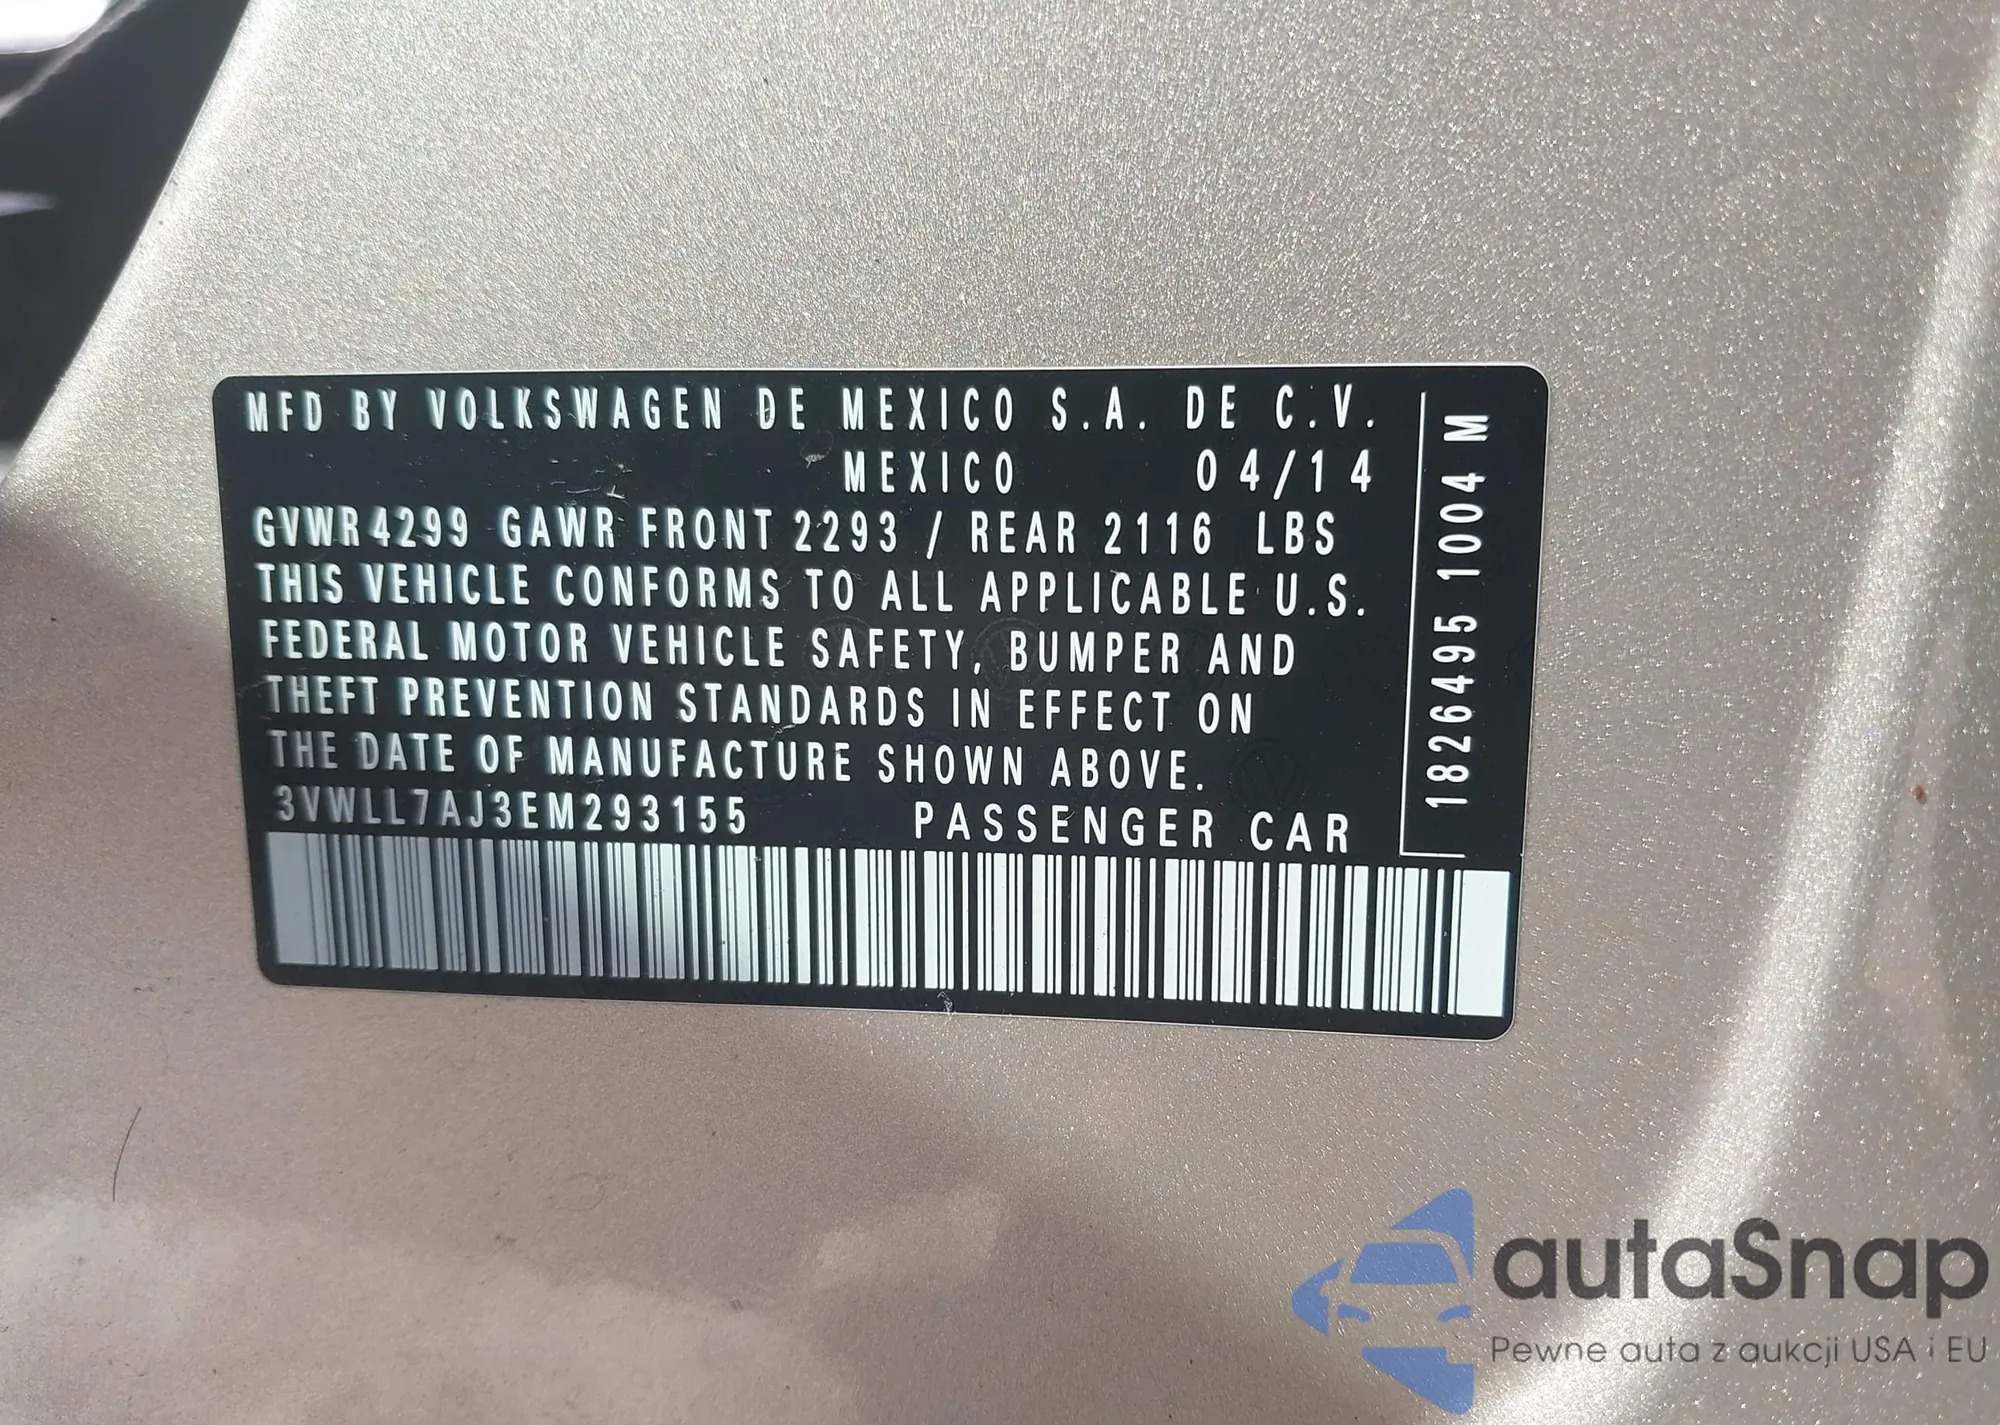 MFD BY VOLKSWAGEN DE MEXICO S.A. DE C.V.
MEXICO 04/14
GVWR 4299 GAWR FRONT 2293 / REAR 2116 LBS
THIS VEHICLE CONFORMS TO ALL APPLICABLE U.S.
FEDERAL MOTOR VEHICLE SAFETY, BUMPER AND
THEFT PREVENTION STANDARDS IN EFFECT ON
THE DATE OF MANUFACTURE SHOWN ABOVE.
3VWLL7AJ3EM293155 PASSENGER CAR
1826495 1004 M
autaSnap
Pewne auta z aukcji USA i EU